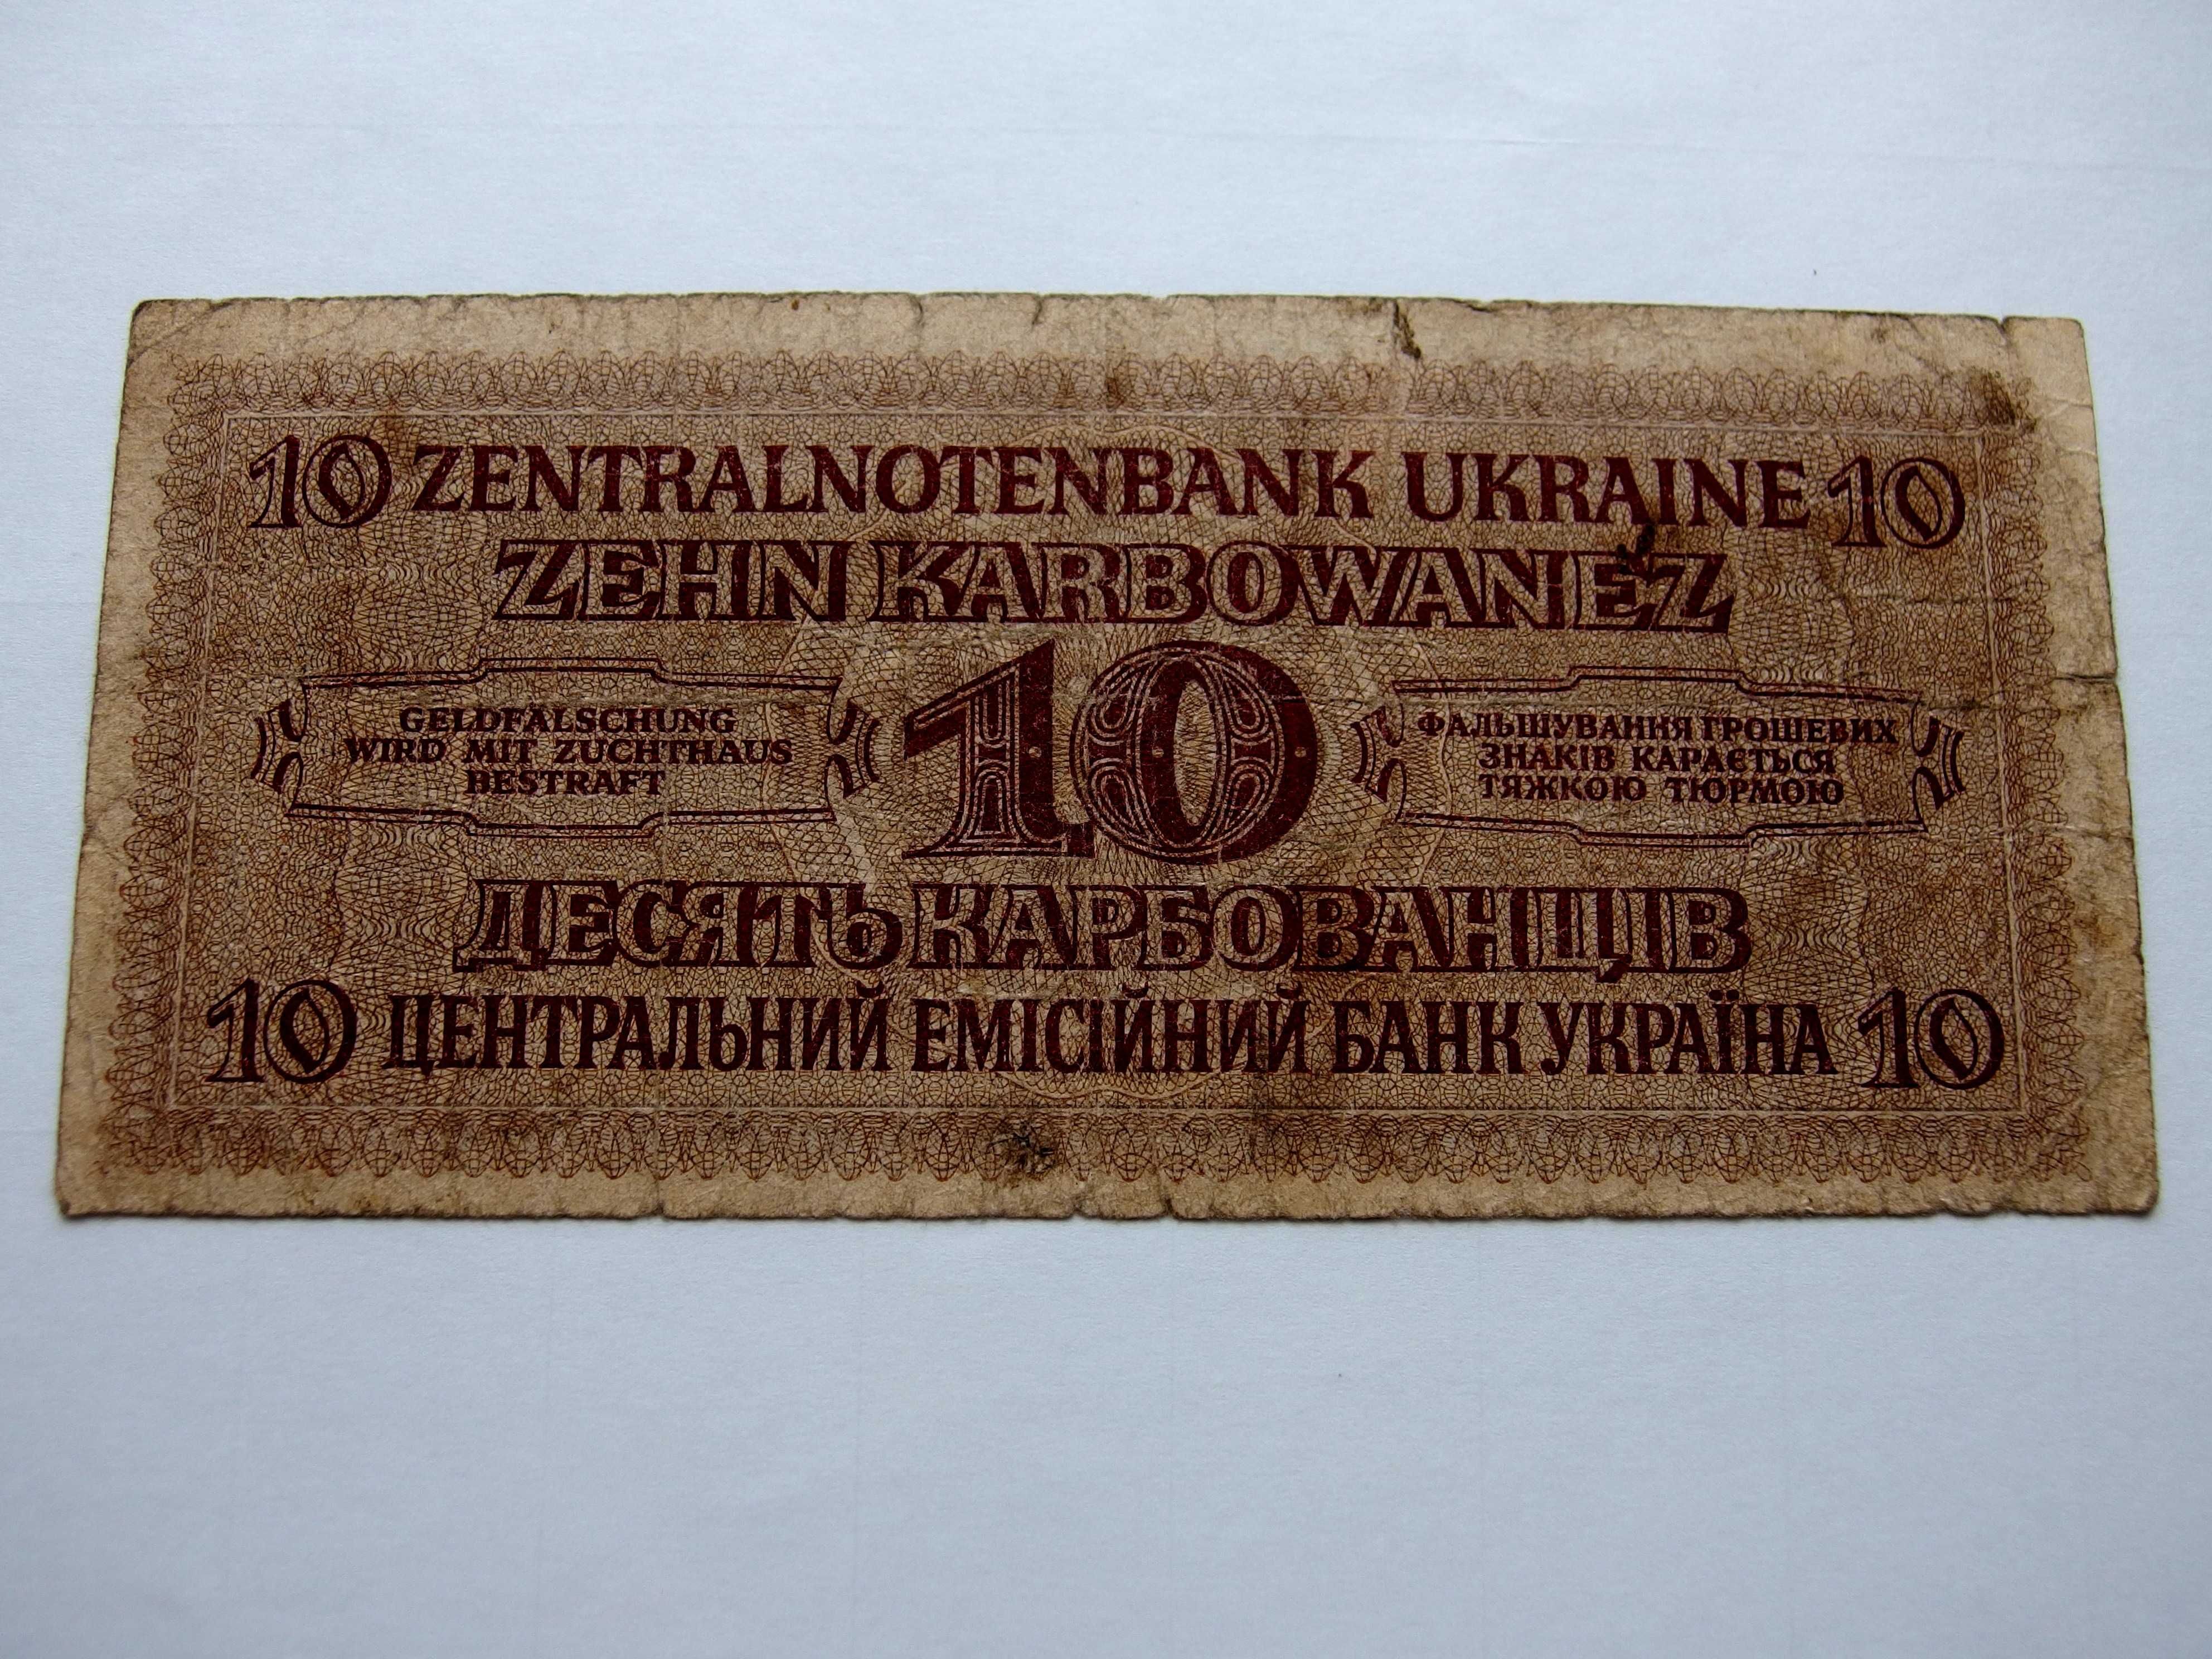 10 ZENTRALNOTENBANK UKRAINE 10
ZEHN KARBOWANEZ
GELDFÄLSCHUNG
WIRD MIT ZUCHTHAUS
BESTRAFT
10
ФАЛЬШУВАННЯ ГРОШЕВИХ
ЗНАКІВ КАРАЄТЬСЯ
ТЯЖКОЮ ТЮРМОЮ
ДЕСЯТЬ КАРБОВАНЦІВ
10 ЦЕНТРАЛЬНИЙ ЕМІСІЙНИЙ БАНК УКРАЇНА 10